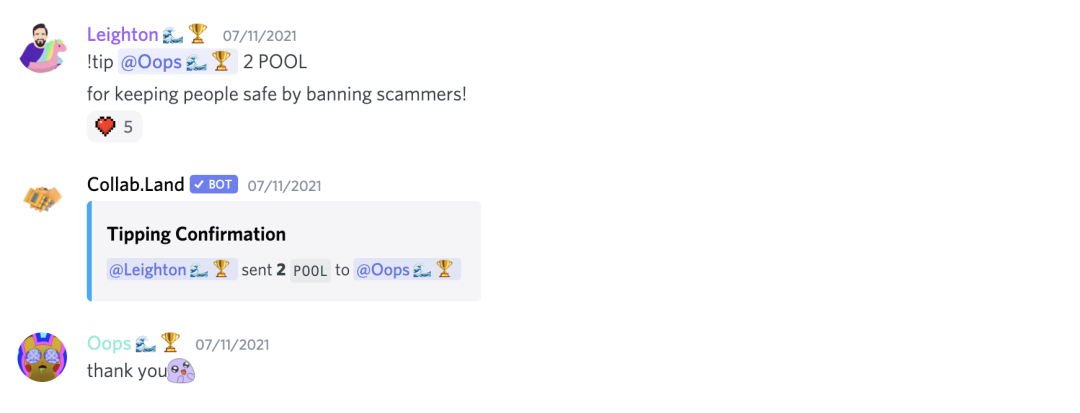 Leighton🌊🏆 07/11/2021
!tip @Oops🌊🏆 2 POOL
for keeping people safe by banning scammers!
❤️ 5
Collab.Land ✓ BOT 07/11/2021
Tipping Confirmation
@Leighton🌊🏆 sent 2 POOL to @Oops🌊🏆
Oops🌊🏆 07/11/2021
thank you